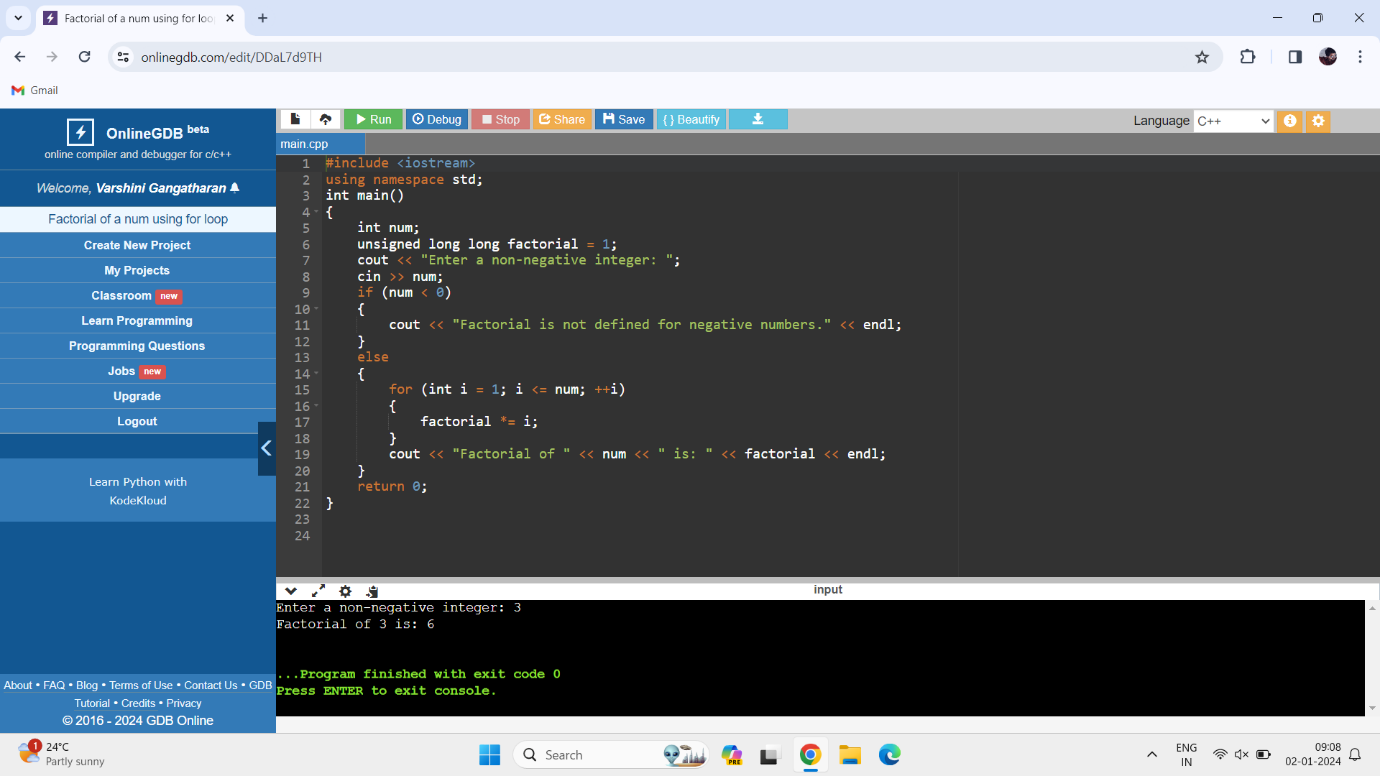 Factorial of a num using for loo
onlinegdb.com/edit/DDaL7d9TH
Gmail
OnlineGDB beta
online compiler and debugger for c/c++
Welcome, Varshini Gangatharan
Factorial of a num using for loop
Create New Project
My Projects
Classroom new
Learn Programming
Programming Questions
Jobs new
Upgrade
Logout
Learn Python with
KodeKloud
About • FAQ • Blog • Terms of Use • Contact Us • GDB
Tutorial • Credits • Privacy
© 2016 - 2024 GDB Online
Run Debug Stop Share Save { } Beautify
Language C++
main.cpp
1 #include <iostream>
2 using namespace std;
3 int main()
4 {
5 int num;
6 unsigned long long factorial = 1;
7 cout << "Enter a non-negative integer: ";
8 cin >> num;
9 if (num < 0)
10 {
11 cout << "Factorial is not defined for negative numbers." << endl;
12 }
13 else
14 {
15 for (int i = 1; i <= num; ++i)
16 {
17 factorial *= i;
18 }
19 cout << "Factorial of " << num << " is: " << factorial << endl;
20 }
21 return 0;
22 }
23
24
input
Enter a non-negative integer: 3
Factorial of 3 is: 6
...Program finished with exit code 0
Press ENTER to exit console.
1
24°C
Partly sunny
Search
PRE
ENG
IN
09:08
02-01-2024